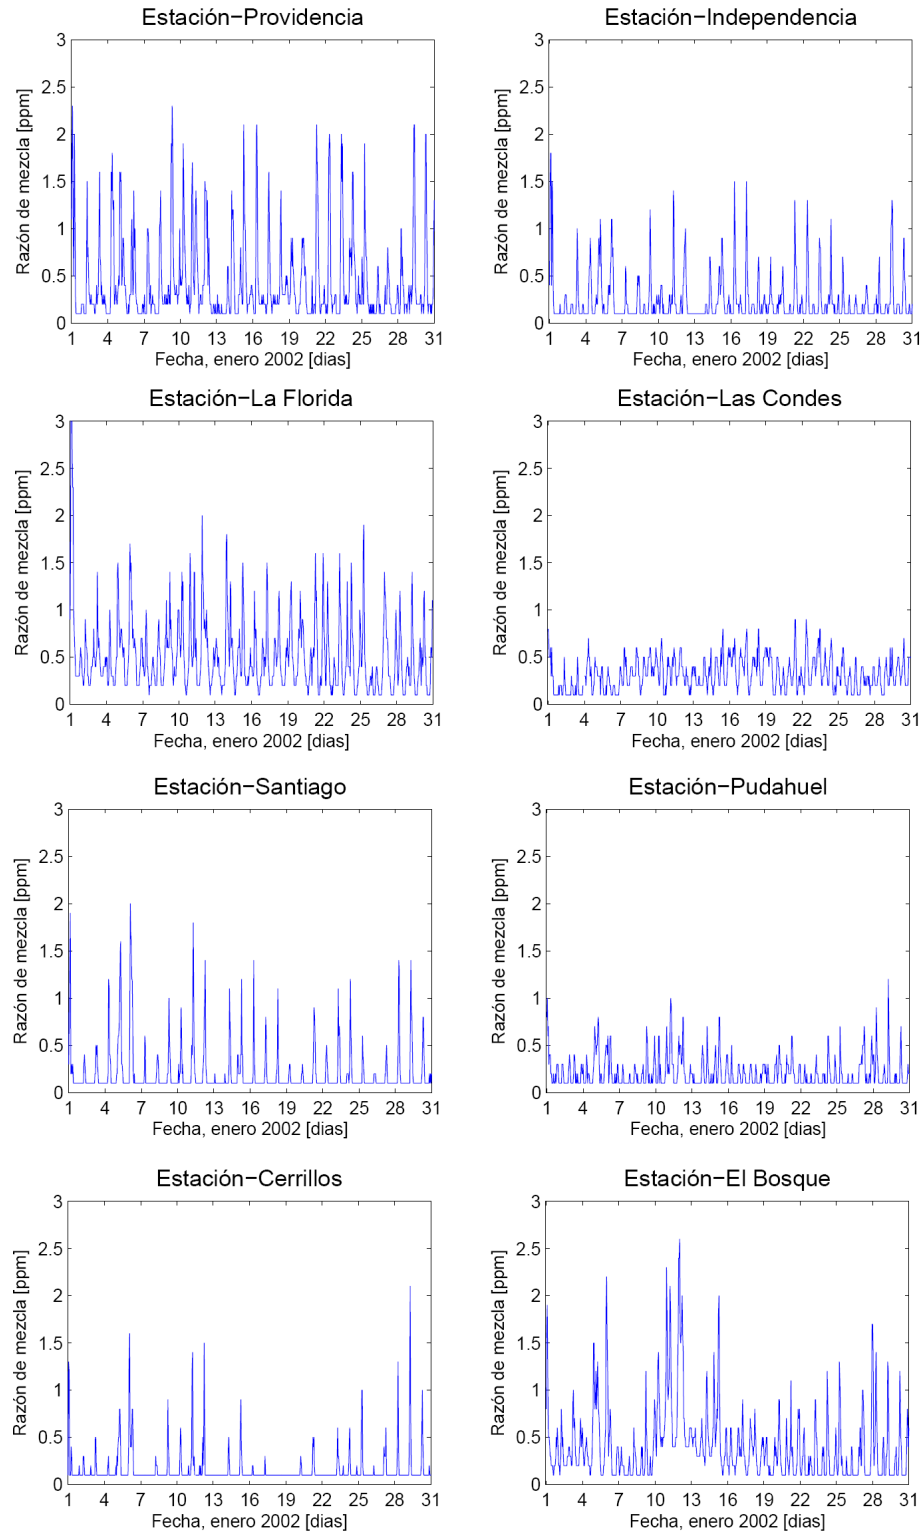 Estación−Providencia
3
2.5
2
1.5
1
0.5
0
Razón de mezcla [ppm]
1 4 7 10 13 16 19 22 25 28 31
Fecha, enero 2002 [dias]
Estación−Independencia
3
2.5
2
1.5
1
0.5
0
Razón de mezcla [ppm]
1 4 7 10 13 16 19 22 25 28 31
Fecha, enero 2002 [dias]
Estación−La Florida
3
2.5
2
1.5
1
0.5
0
Razón de mezcla [ppm]
1 4 7 10 13 16 19 22 25 28 31
Fecha, enero 2002 [dias]
Estación−Las Condes
3
2.5
2
1.5
1
0.5
0
Razón de mezcla [ppm]
1 4 7 10 13 16 19 22 25 28 31
Fecha, enero 2002 [dias]
Estación−Santiago
3
2.5
2
1.5
1
0.5
0
Razón de mezcla [ppm]
1 4 7 10 13 16 19 22 25 28 31
Fecha, enero 2002 [dias]
Estación−Pudahuel
3
2.5
2
1.5
1
0.5
0
Razón de mezcla [ppm]
1 4 7 10 13 16 19 22 25 28 31
Fecha, enero 2002 [dias]
Estación−Cerrillos
3
2.5
2
1.5
1
0.5
0
Razón de mezcla [ppm]
1 4 7 10 13 16 19 22 25 28 31
Fecha, enero 2002 [dias]
Estación−El Bosque
3
2.5
2
1.5
1
0.5
0
Razón de mezcla [ppm]
1 4 7 10 13 16 19 22 25 28 31
Fecha, enero 2002 [dias]